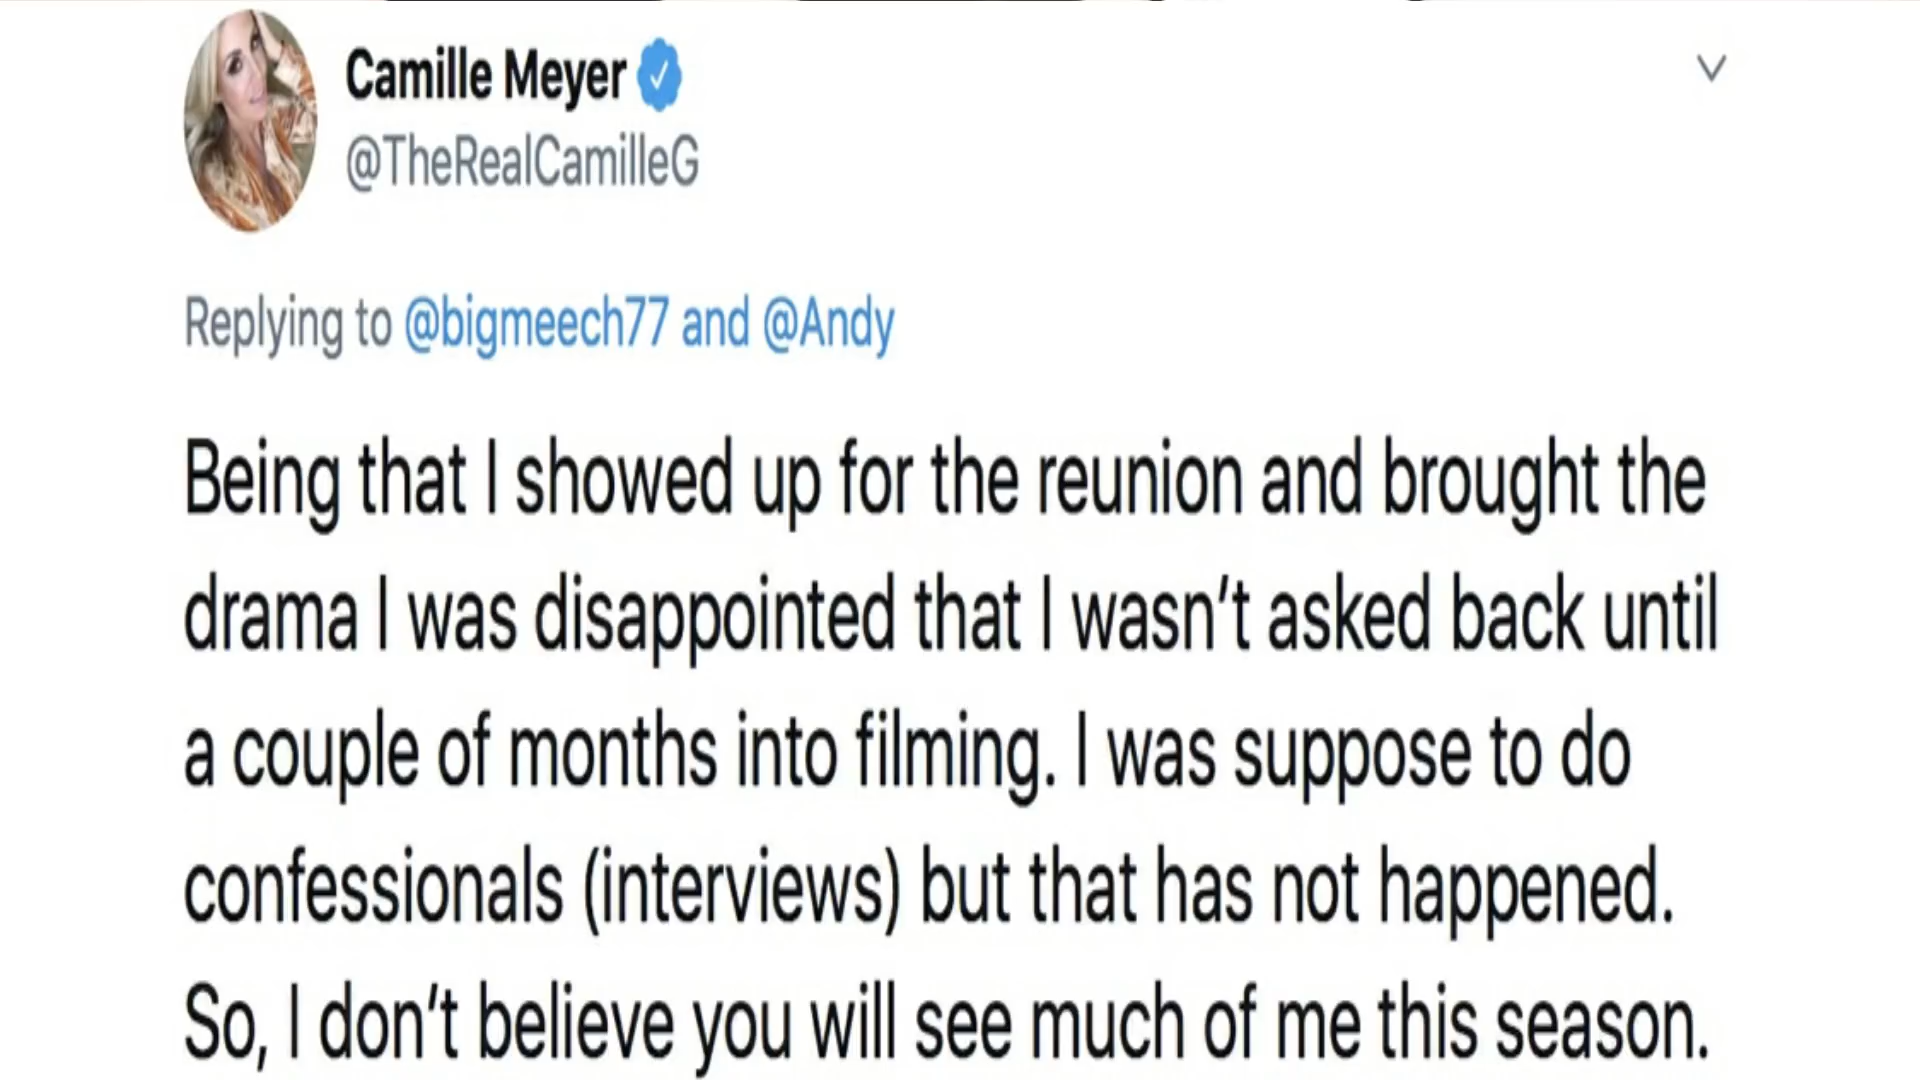 Camille Meyer
@TheRealCamilleG
Replying to @bigmeech77 and @Andy
Being that I showed up for the reunion and brought the
drama I was disappointed that I wasn’t asked back until
a couple of months into filming. I was suppose to do
confessionals (interviews) but that has not happened.
So, I don’t believe you will see much of me this season.